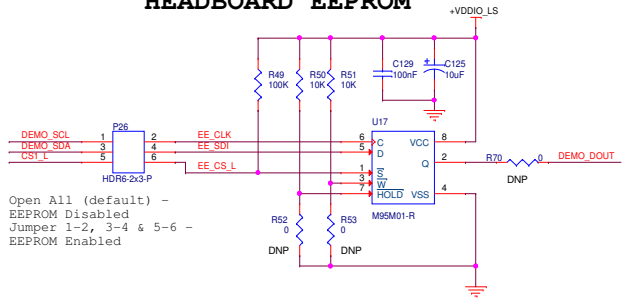 HEADBOARD EEPROM
+VDDIO_LS
R49
100K
R50
10K
R51
10K
C129
100nF
+
C125
10uF
P26
U17
DEMO_SCL 1 2 EE_CLK 6 C VCC 8
DEMO_SDA 3 4 EE_SDI 5 D
CS1_L 5 6 EE_CS_L
Q 2 R70 0 DEMO_DOUT
DNP
1 S
3 W
7 HOLD VSS 4
HDR6-2x3-P
M95M01-R
Open All (default) -
EEPROM Disabled
Jumper 1-2, 3-4 & 5-6 -
EEPROM Enabled
R52
0
DNP
R53
0
DNP